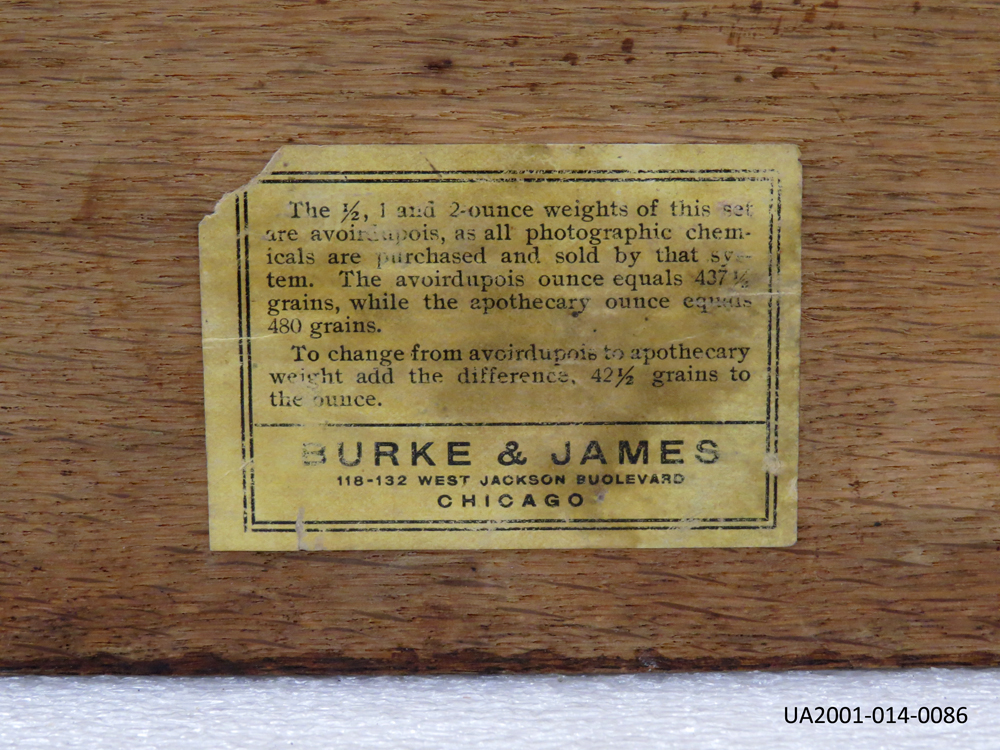 The ½, 1 and 2-ounce weights of this set
are avoirdupois, as all photographic chem-
icals are purchased and sold by that sys-
tem. The avoirdupois ounce equals 437½
grains, while the apothecary ounce equals
480 grains.
To change from avoirdupois to apothecary
weight add the difference, 42½ grains to
the ounce.
BURKE & JAMES
118-132 WEST JACKSON BUOLEVARD
CHICAGO
UA2001-014-0086